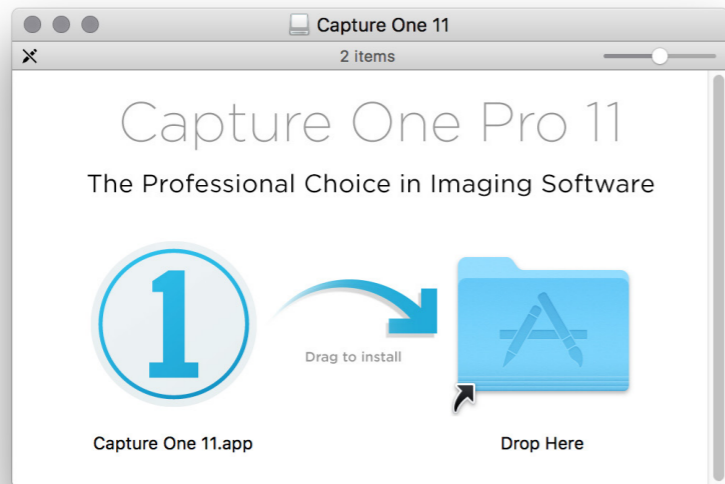 Capture One 11
2 items
Capture One Pro 11
The Professional Choice in Imaging Software
1
Drag to install
Capture One 11.app
Drop Here